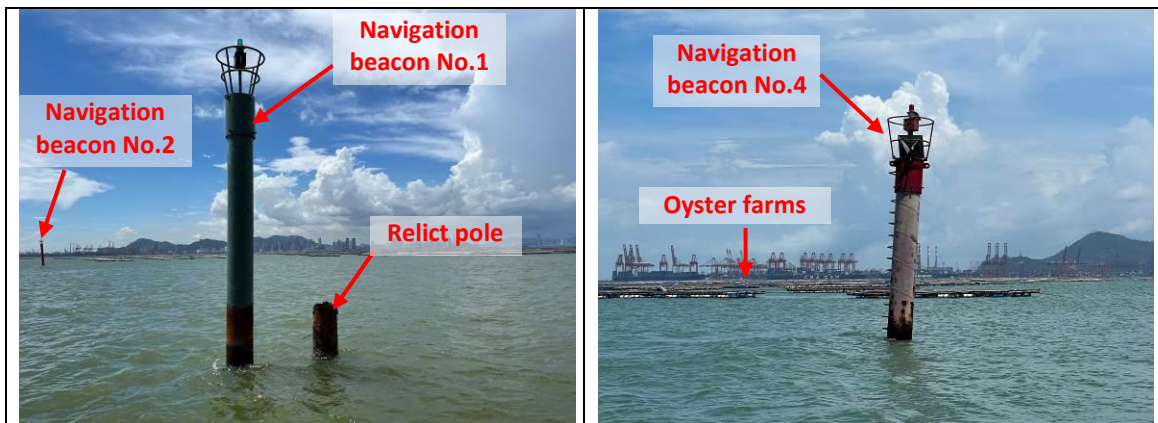 Navigation
beacon No.1
Navigation
beacon No.2
Relict pole
Navigation
beacon No.4
Oyster farms